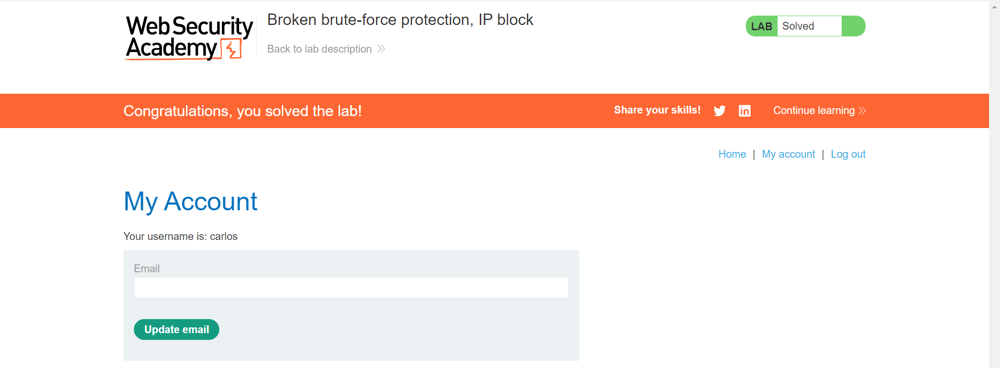 Web Security
Academy
Broken brute-force protection, IP block
Back to lab description
LAB Solved
Congratulations, you solved the lab!
Share your skills!
Continue learning
Home | My account | Log out
My Account
Your username is: carlos
Email
Update email